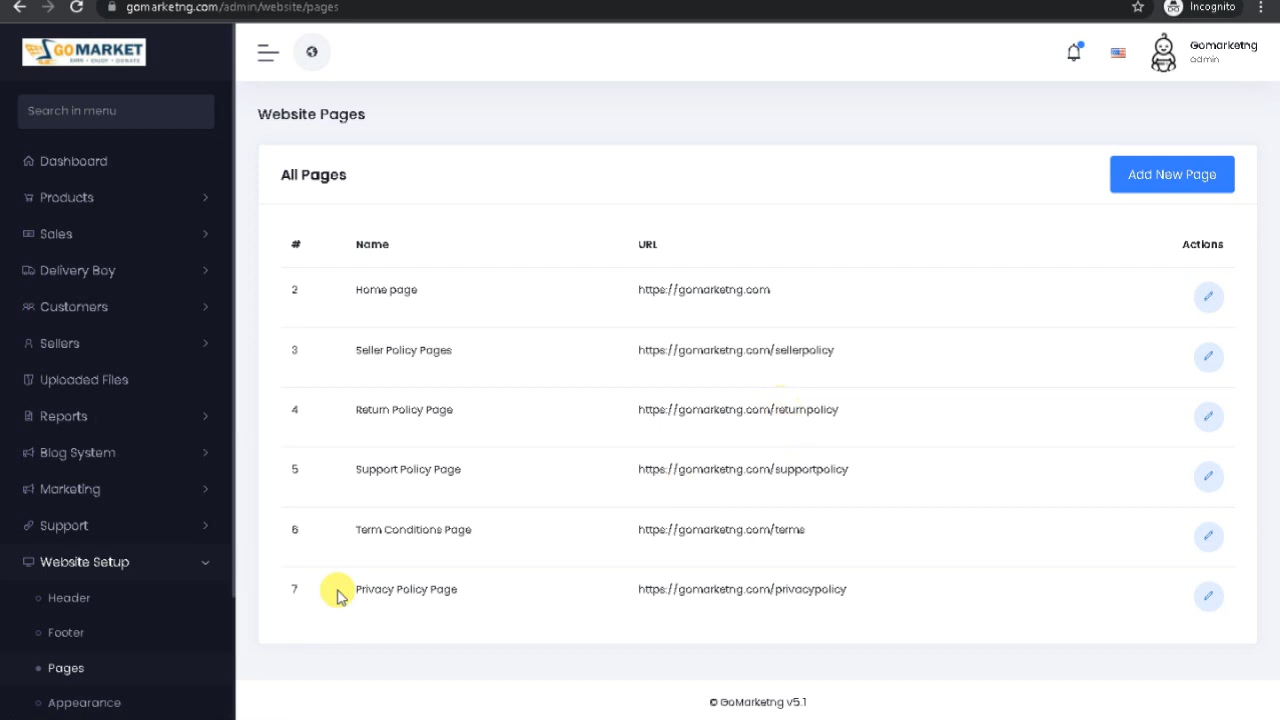 gomarketng.com/admin/website/pages
Incognito
GOMARKET
Search in menu
Dashboard
Products
Sales
Delivery Boy
Customers
Sellers
Uploaded Files
Reports
Blog System
Marketing
Support
Website Setup
Header
Footer
Pages
Appearance
Gomarketng
admin
Website Pages
All Pages
Add New Page
# Name URL Actions
2 Home page https://gomarketng.com
3 Seller Policy Pages https://gomarketng.com/sellerpolicy
4 Return Policy Page https://gomarketng.com/returnpolicy
5 Support Policy Page https://gomarketng.com/supportpolicy
6 Term Conditions Page https://gomarketng.com/terms
7 Privacy Policy Page https://gomarketng.com/privacypolicy
© GoMarketng v5.1